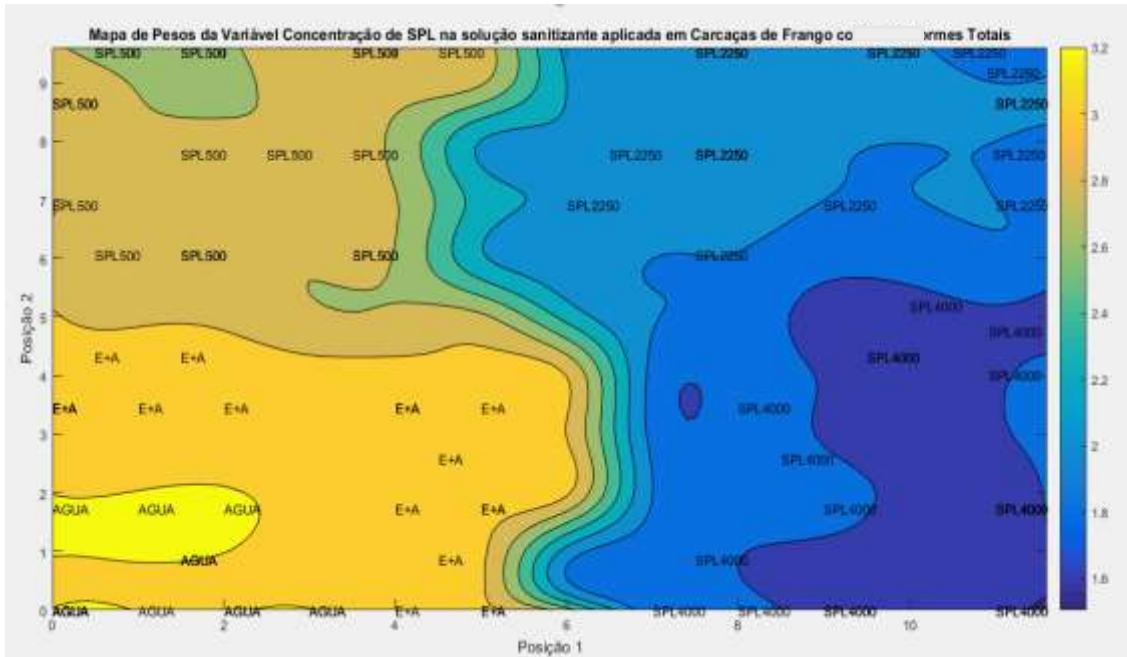 Mapa de Pesos da Variável Concentração de SPL na solução sanitizante aplicada em Carcaças de Frango co ormes Totais
3.2
SPL500 SPL500 SPL500 SPL500 SPL2250 SPL2250 SPL2250
9 SPL2250
SPL500 SPL2250 3
8
SPL500 SPL500 SPL500 SPL2250 SPL2250 SPL2250
2.8
7
SPL500 SPL2250 SPL2250 SPL2250
2.6
6 SPL500 SPL500 SPL500 SPL2250
SPL4000
5 2.4
SPL4000
E+A E+A SPL4000
4 SPL4000
2.2
E+A E+A E+A E+A E+A SPL4000
3
2
E+A SPL4000
2
AGUA AGUA AGUA E+A E+A SPL4000 SPL4000
1.8
1
AGUA E+A SPL4000
1.6
0 AGUA AGUA AGUA AGUA E+A E+A SPL4000 SPL4000 SPL4000 SPL4000
0 2 4 6 8 10
Posição 1
Posição 2